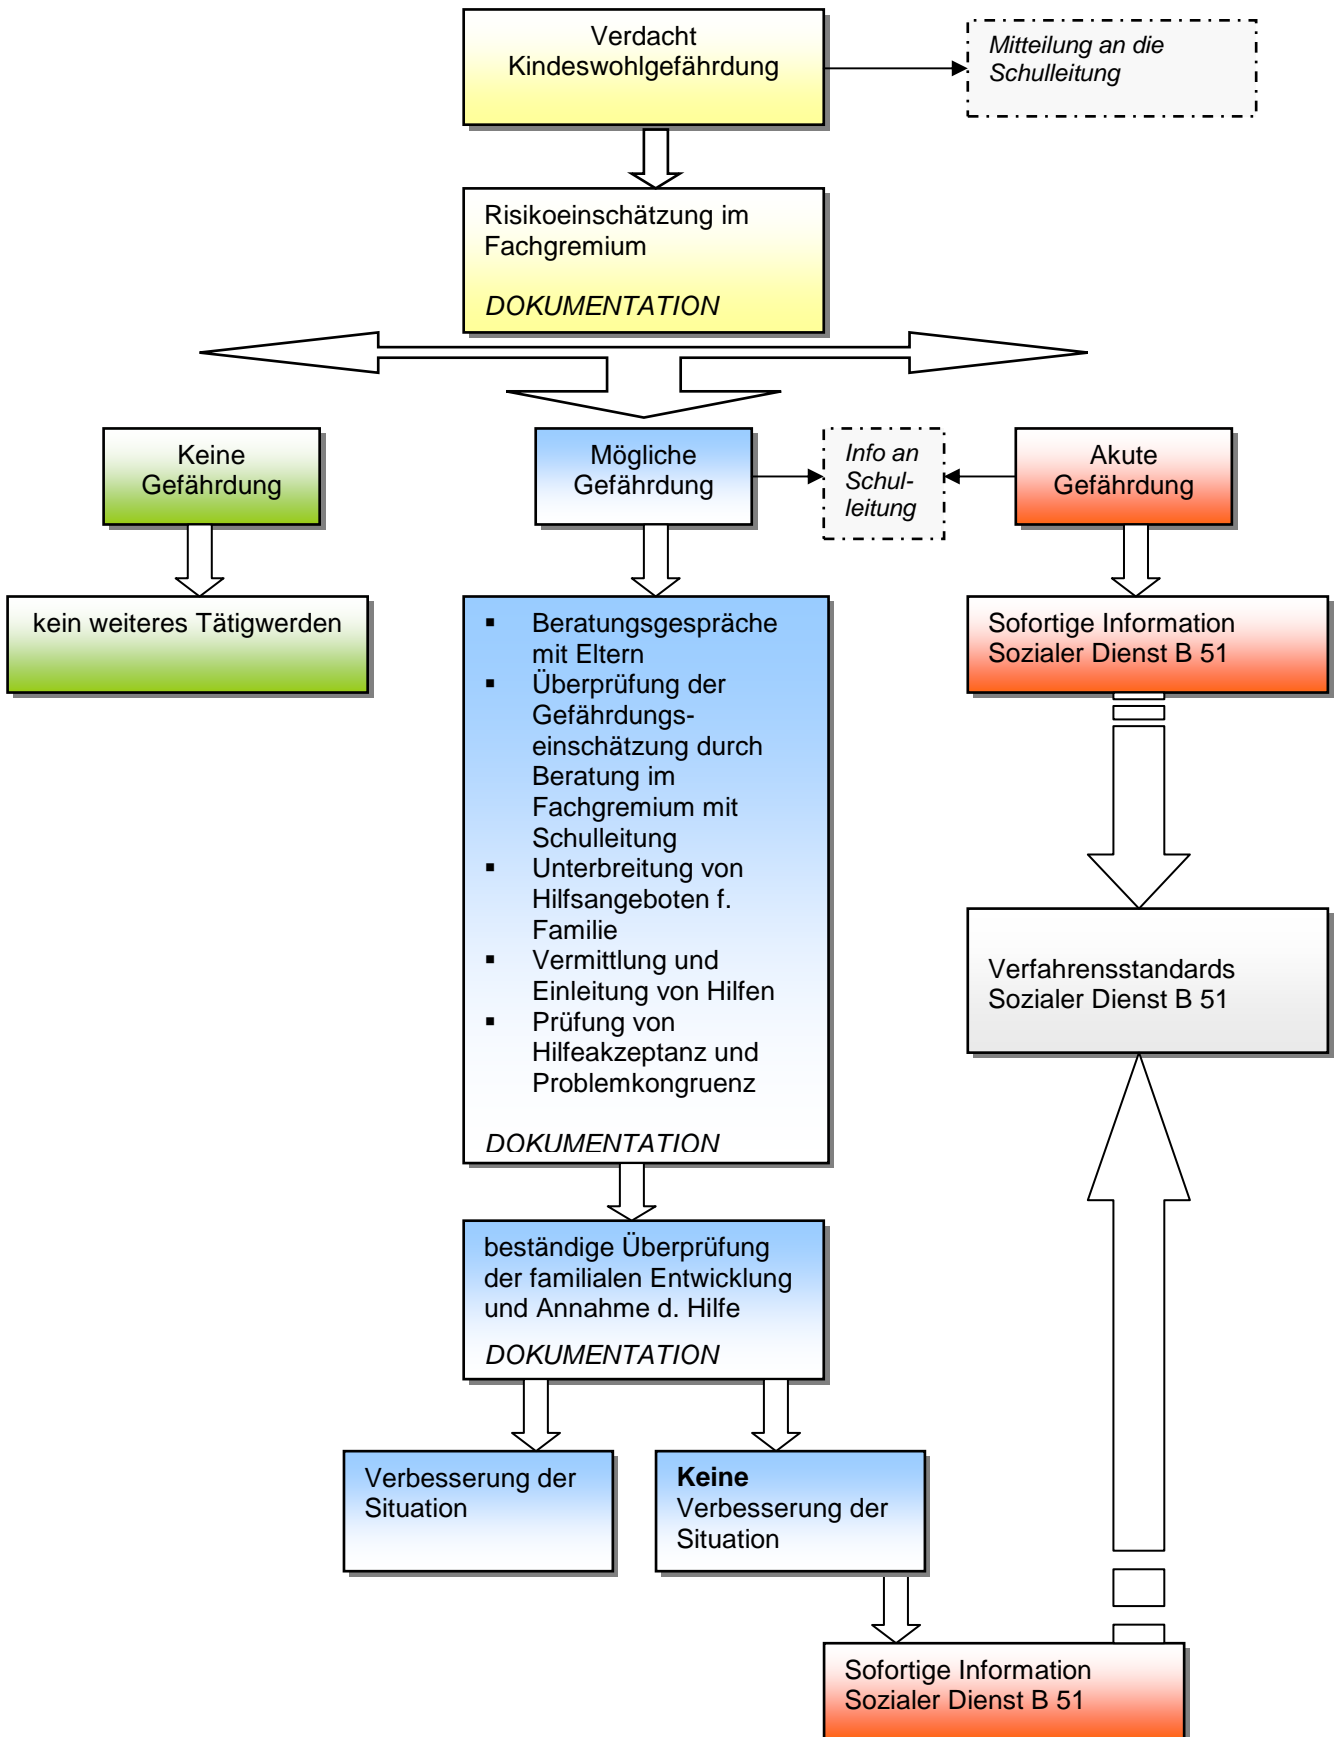 Verdacht
Kindeswohlgefährdung
Mitteilung an die
Schulleitung
Risikoeinschätzung im
Fachgremium
DOKUMENTATION
Keine
Gefährdung
Mögliche
Gefährdung
Info an
Schul-
leitung
Akute
Gefährdung
kein weiteres Tätigwerden
▪ Beratungsgespräche
mit Eltern
▪ Überprüfung der
Gefährdungs-
einschätzung durch
Beratung im
Fachgremium mit
Schulleitung
▪ Unterbreitung von
Hilfsangeboten f.
Familie
▪ Vermittlung und
Einleitung von Hilfen
▪ Prüfung von
Hilfeakzeptanz und
Problemkongruenz
DOKUMENTATION
Sofortige Information
Sozialer Dienst B 51
Verfahrensstandards
Sozialer Dienst B 51
beständige Überprüfung
der familialen Entwicklung
und Annahme d. Hilfe
DOKUMENTATION
Verbesserung der
Situation
Keine
Verbesserung der
Situation
Sofortige Information
Sozialer Dienst B 51